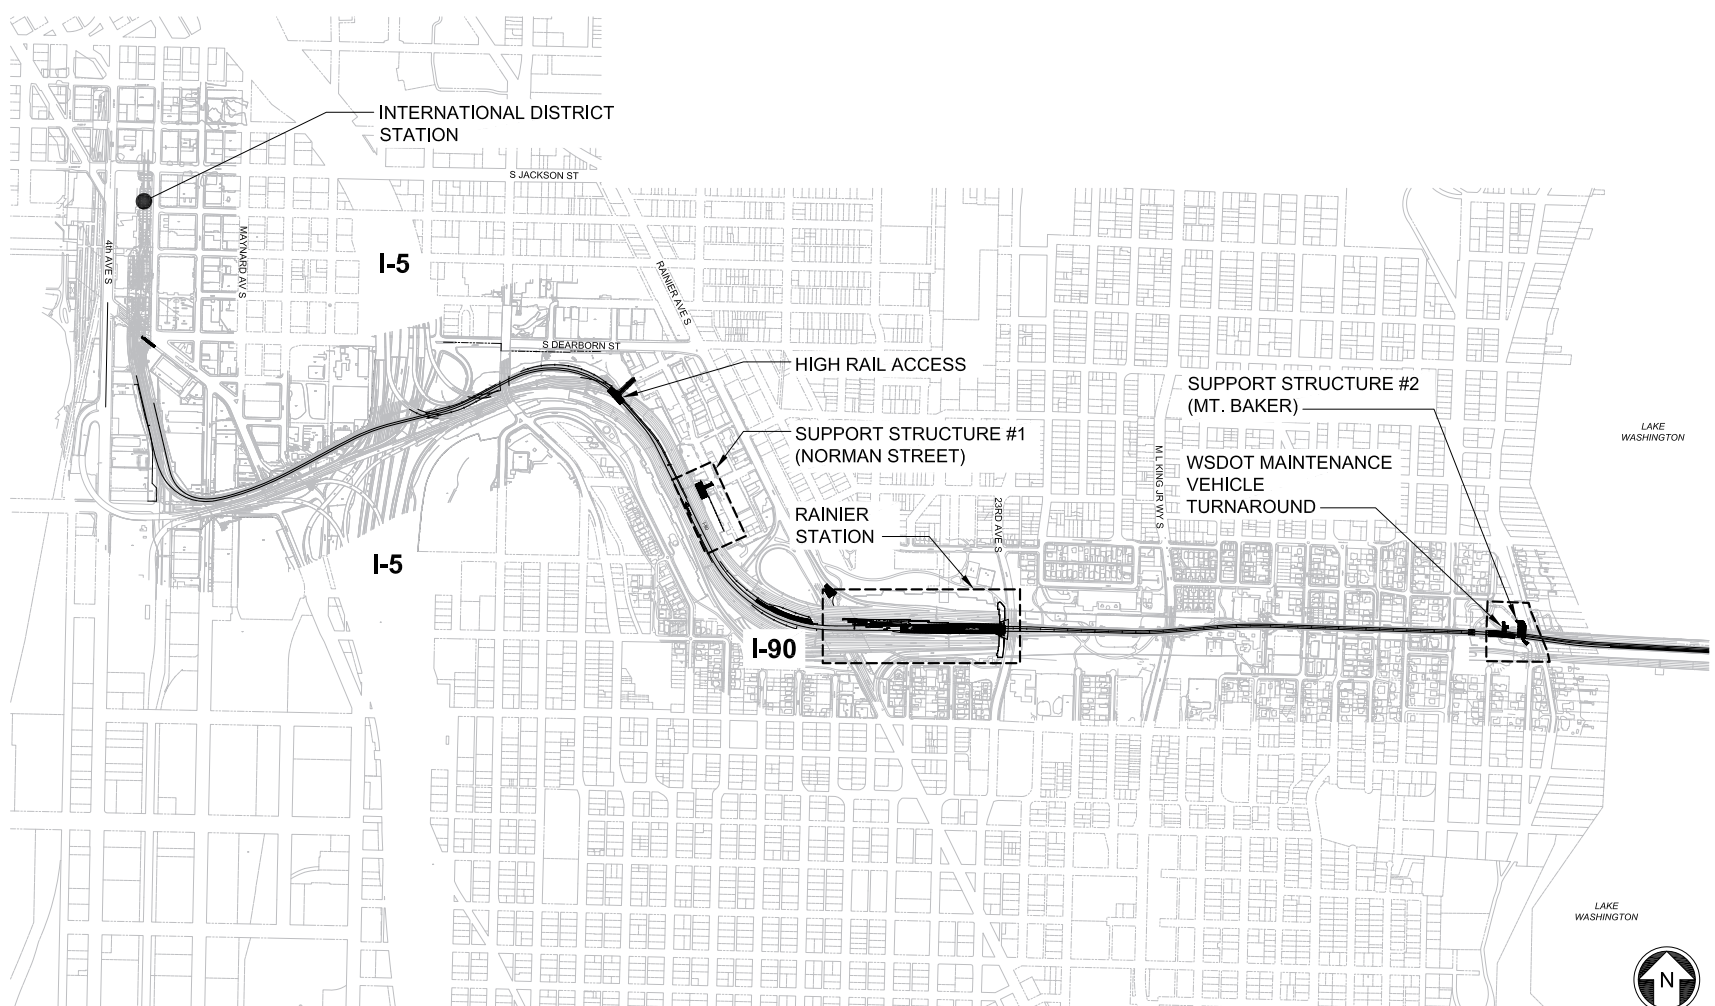 INTERNATIONAL DISTRICT
STATION
S JACKSON ST
4th AVE S
MAYNARD AV S
I-5
RAINIER AVE S
S DEARBORN ST
HIGH RAIL ACCESS
SUPPORT STRUCTURE #1
(NORMAN STREET)
RAINIER
STATION
23RD AVE S
M L KING JR WY S
SUPPORT STRUCTURE #2
(MT. BAKER)
WSDOT MAINTENANCE
VEHICLE
TURNAROUND
LAKE
WASHINGTON
I-5
I-90
LAKE
WASHINGTON
N